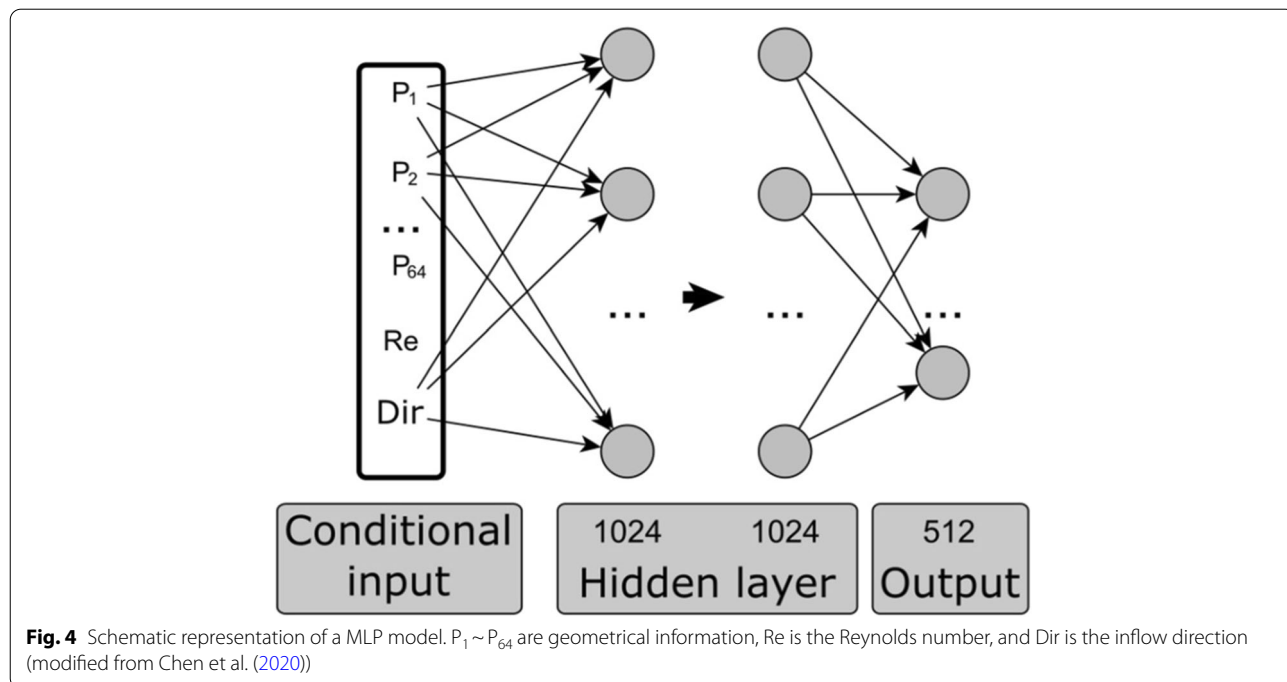 P₁
P₂
...
P₆₄
Re
Dir
...
...
...
Conditional
input
1024 1024
Hidden layer
512
Output
Fig. 4 Schematic representation of a MLP model. P₁ ~ P₆₄ are geometrical information, Re is the Reynolds number, and Dir is the inflow direction
(modified from Chen et al. (2020))